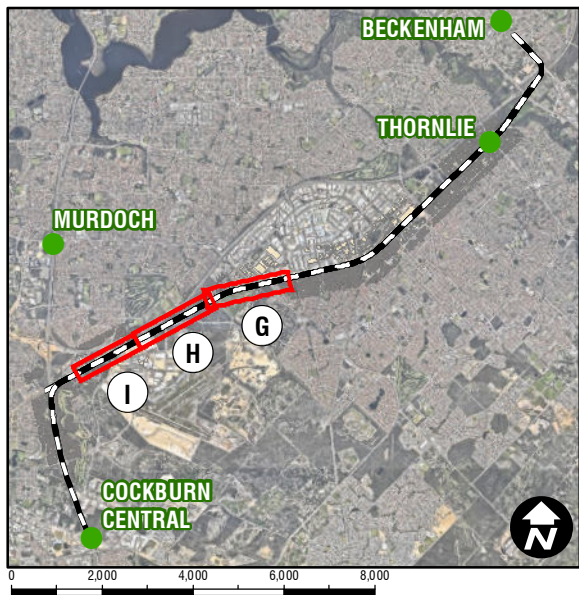 BECKENHAM
THORNLIE
MURDOCH
G
H
I
COCKBURN
CENTRAL
N
0 2,000 4,000 6,000 8,000